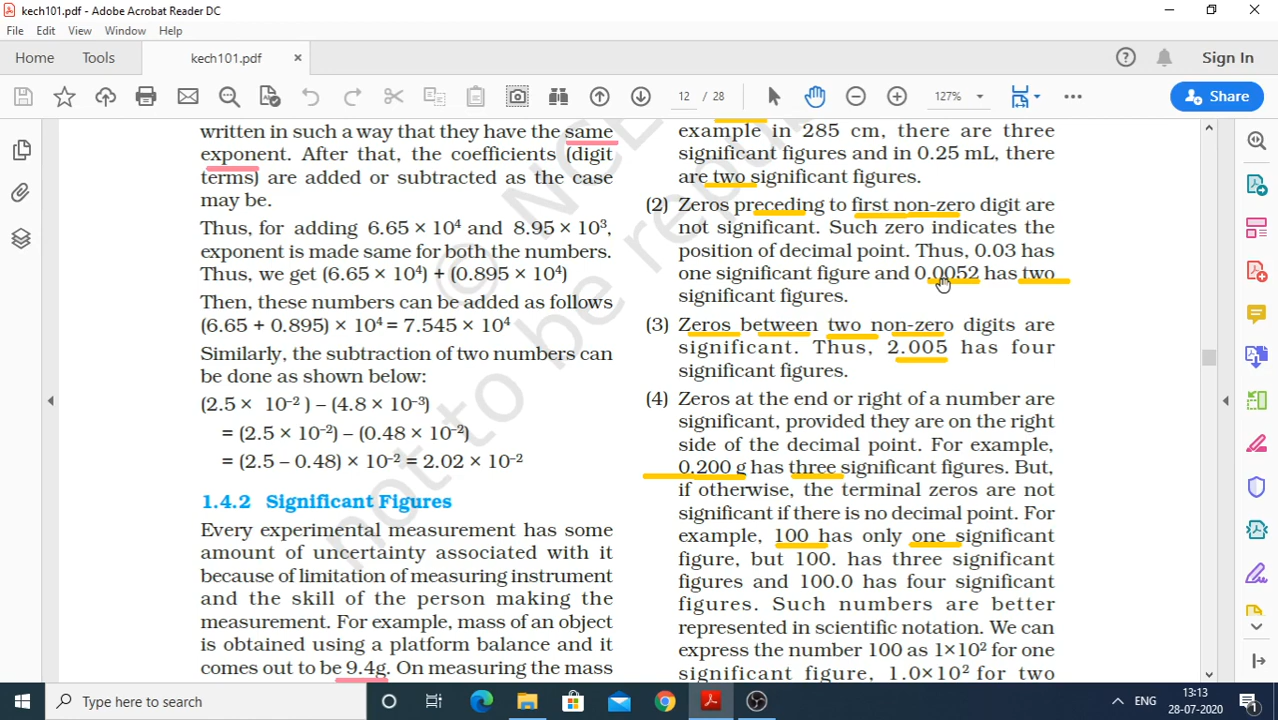 kech101.pdf - Adobe Acrobat Reader DC
File Edit View Window Help
Home Tools kech101.pdf × Sign In
12 / 28 127% Share
written in such a way that they have the same
exponent. After that, the coefficients (digit
terms) are added or subtracted as the case
may be.
Thus, for adding 6.65 × 10⁴ and 8.95 × 10³,
exponent is made same for both the numbers.
Thus, we get (6.65 × 10⁴) + (0.895 × 10⁴)
Then, these numbers can be added as follows
(6.65 + 0.895) × 10⁴ = 7.545 × 10⁴
Similarly, the subtraction of two numbers can
be done as shown below:
(2.5 × 10⁻²) – (4.8 × 10⁻³)
= (2.5 × 10⁻²) – (0.48 × 10⁻²)
= (2.5 – 0.48) × 10⁻² = 2.02 × 10⁻²
1.4.2 Significant Figures
Every experimental measurement has some
amount of uncertainty associated with it
because of limitation of measuring instrument
and the skill of the person making the
measurement. For example, mass of an object
is obtained using a platform balance and it
comes out to be 9.4g. On measuring the mass
example in 285 cm, there are three
significant figures and in 0.25 mL, there
are two significant figures.
(2) Zeros preceding to first non-zero digit are
not significant. Such zero indicates the
position of decimal point. Thus, 0.03 has
one significant figure and 0.0052 has two
significant figures.
(3) Zeros between two non-zero digits are
significant. Thus, 2.005 has four
significant figures.
(4) Zeros at the end or right of a number are
significant, provided they are on the right
side of the decimal point. For example,
0.200 g has three significant figures. But,
if otherwise, the terminal zeros are not
significant if there is no decimal point. For
example, 100 has only one significant
figure, but 100. has three significant
figures and 100.0 has four significant
figures. Such numbers are better
represented in scientific notation. We can
express the number 100 as 1×10² for one
significant figure, 1.0×10² for two
© NCE
not to be republ
Type here to search
ENG
13:13
28-07-2020
1